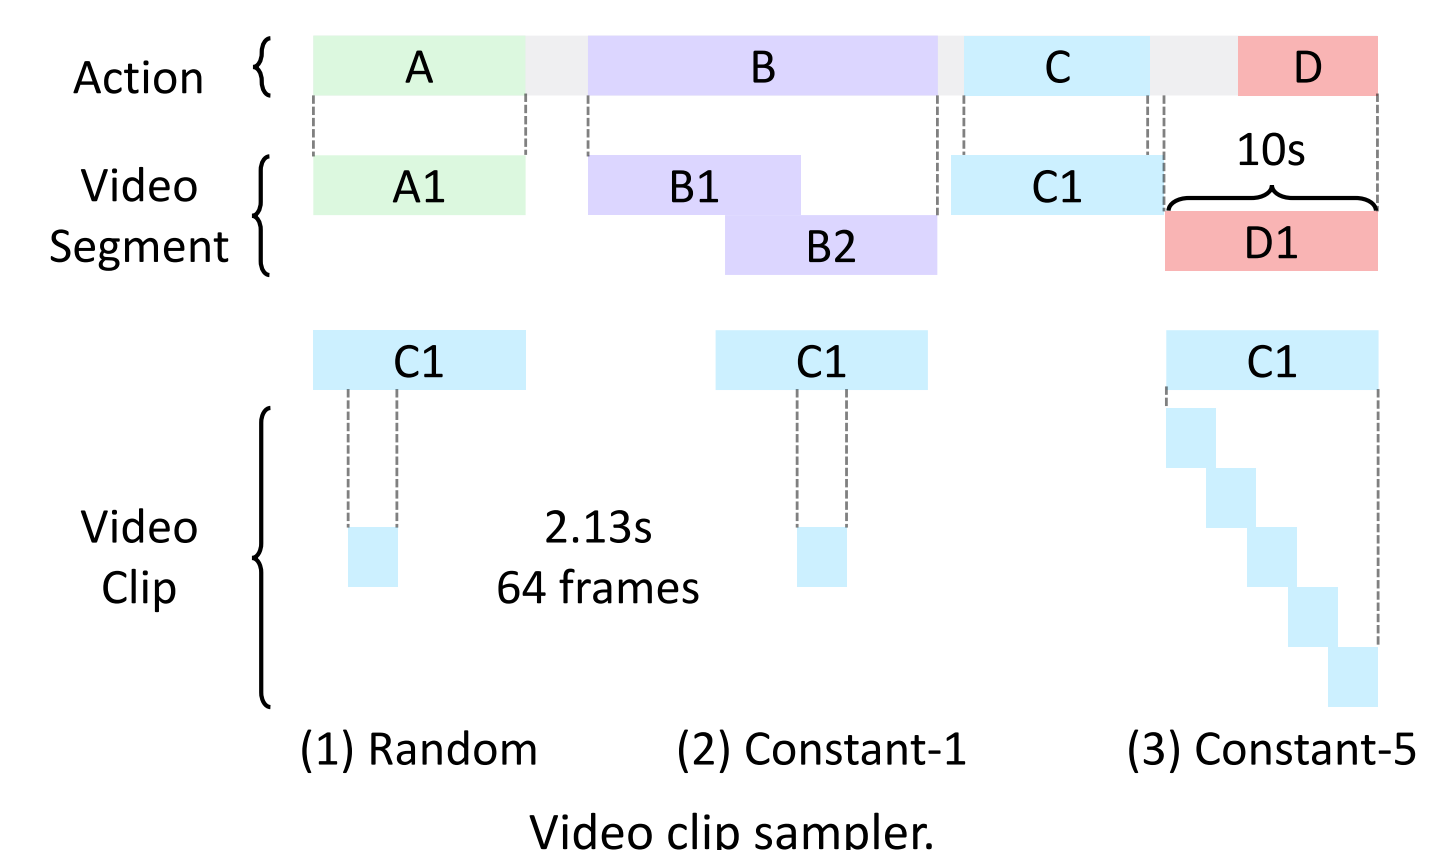 Action
A
B
C
D
10s
Video
Segment
A1
B1
C1
B2
D1
C1
C1
C1
Video
Clip
2.13s
64 frames
(1) Random
(2) Constant-1
(3) Constant-5
Video clip sampler.